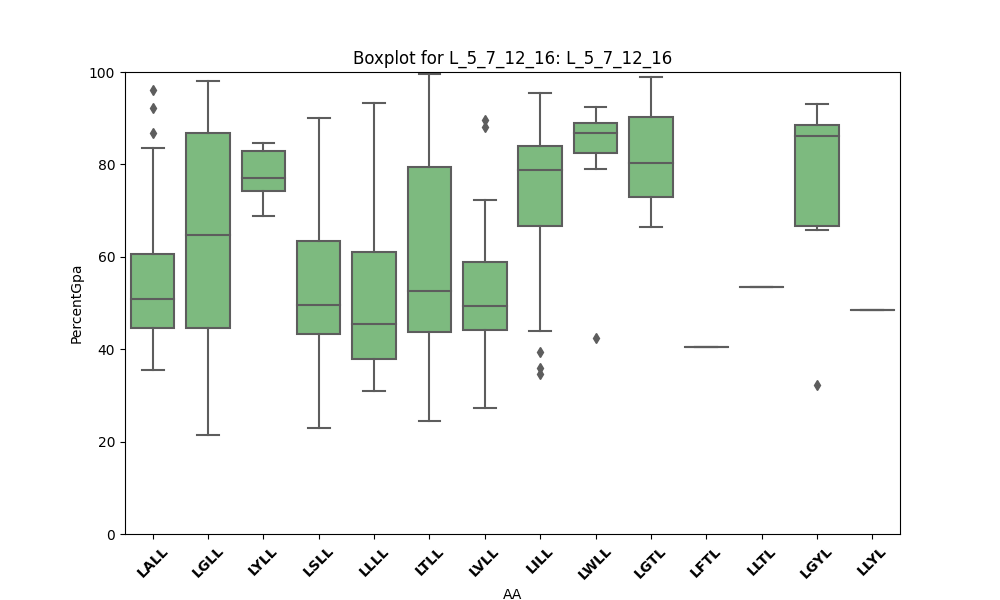 Boxplot for L_5_7_12_16: L_5_7_12_16
100
80
60
40
20
0
PercentGpa
LALL LGLL LYLL LSLL LLLL LTLL LVLL LILL LWLL LGTL LFTL LLTL LGYL LLYL
AA